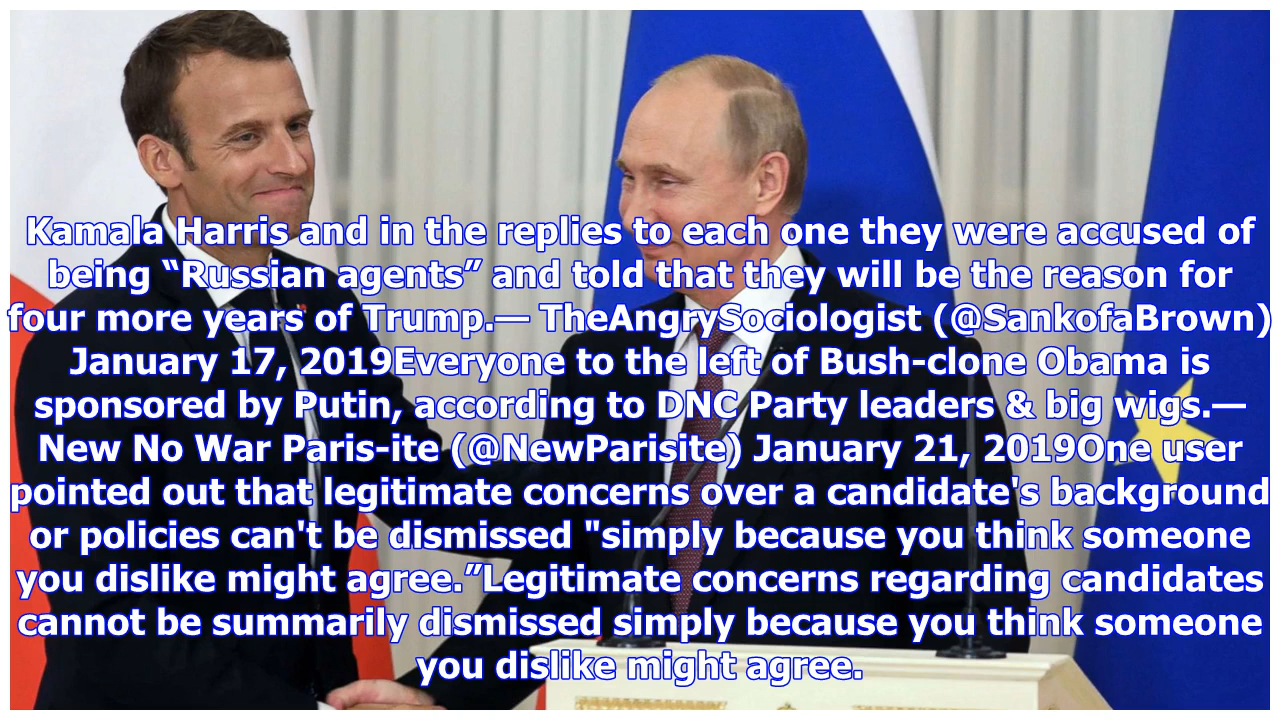 Kamala Harris and in the replies to each one they were accused of
being “Russian agents” and told that they will be the reason for
four more years of Trump.— TheAngrySociologist (@SankofaBrown)
January 17, 2019Everyone to the left of Bush-clone Obama is
sponsored by Putin, according to DNC Party leaders & big wigs.—
New No War Paris-ite (@NewParisite) January 21, 2019One user
pointed out that legitimate concerns over a candidate's background
or policies can't be dismissed "simply because you think someone
you dislike might agree.”Legitimate concerns regarding candidates
cannot be summarily dismissed simply because you think someone
you dislike might agree.